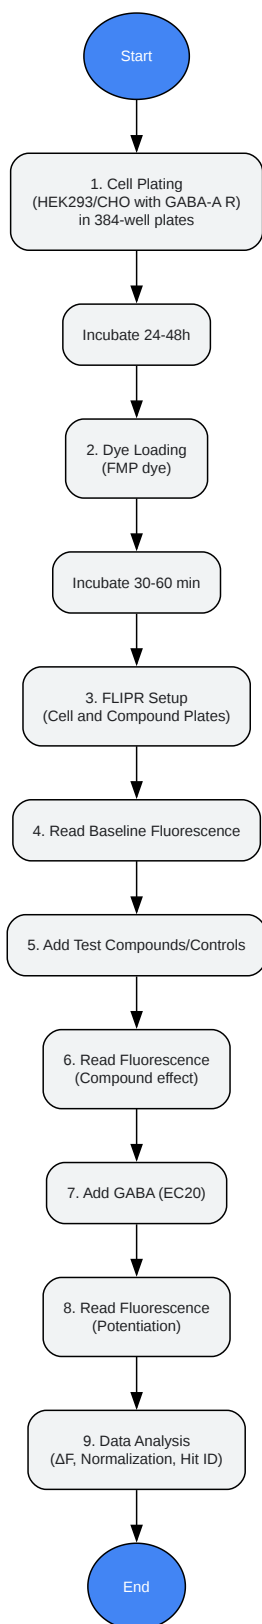 Start
1. Cell Plating
(HEK293/CHO with GABA-A R)
in 384-well plates
Incubate 24-48h
2. Dye Loading
(FMP dye)
Incubate 30-60 min
3. FLIPR Setup
(Cell and Compound Plates)
4. Read Baseline Fluorescence
5. Add Test Compounds/Controls
6. Read Fluorescence
(Compound effect)
7. Add GABA (EC20)
8. Read Fluorescence
(Potentiation)
9. Data Analysis
(ΔF, Normalization, Hit ID)
End